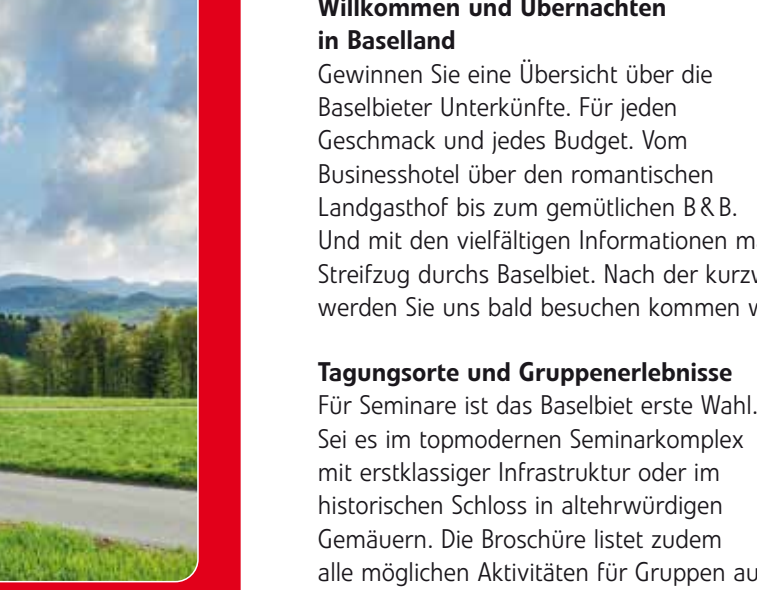 Willkommen und Übernachten
in Baselland
Gewinnen Sie eine Übersicht über die
Baselbieter Unterkünfte. Für jeden
Geschmack und jedes Budget. Vom
Businesshotel über den romantischen
Landgasthof bis zum gemütlichen B & B.
Und mit den vielfältigen Informationen
Streifzug durchs Baselbiet. Nach der
werden Sie uns bald besuchen kommen
Tagungsorte und Gruppenerlebnisse
Für Seminare ist das Baselbiet erste Wahl.
Sei es im topmodernen Seminarkomplex
mit erstklassiger Infrastruktur oder im
historischen Schloss in altehrwürdigen
Gemäuern. Die Broschüre listet zudem
alle möglichen Aktivitäten für Gruppen